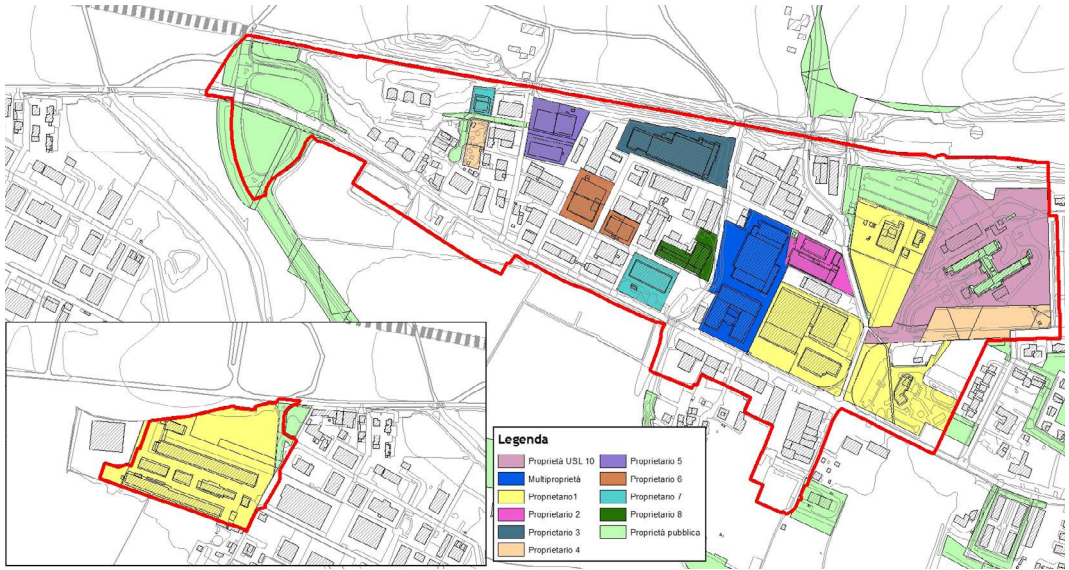 Legenda
Proprietà USL 10
Multiproprietà
Proprietario1
Proprietario 2
Proprietario 3
Proprietario 4
Proprietario 5
Proprietario 6
Proprietario 7
Proprietario 8
Proprietà pubblica